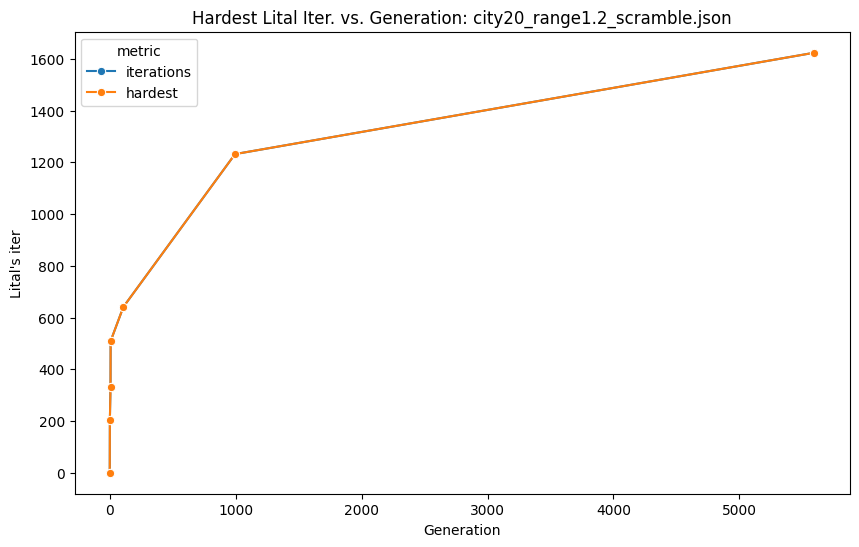 Hardest Lital Iter. vs. Generation: city20_range1.2_scramble.json
metric
iterations
hardest
1600
1400
1200
1000
800
600
400
200
0
Lital's iter
0 1000 2000 3000 4000 5000
Generation